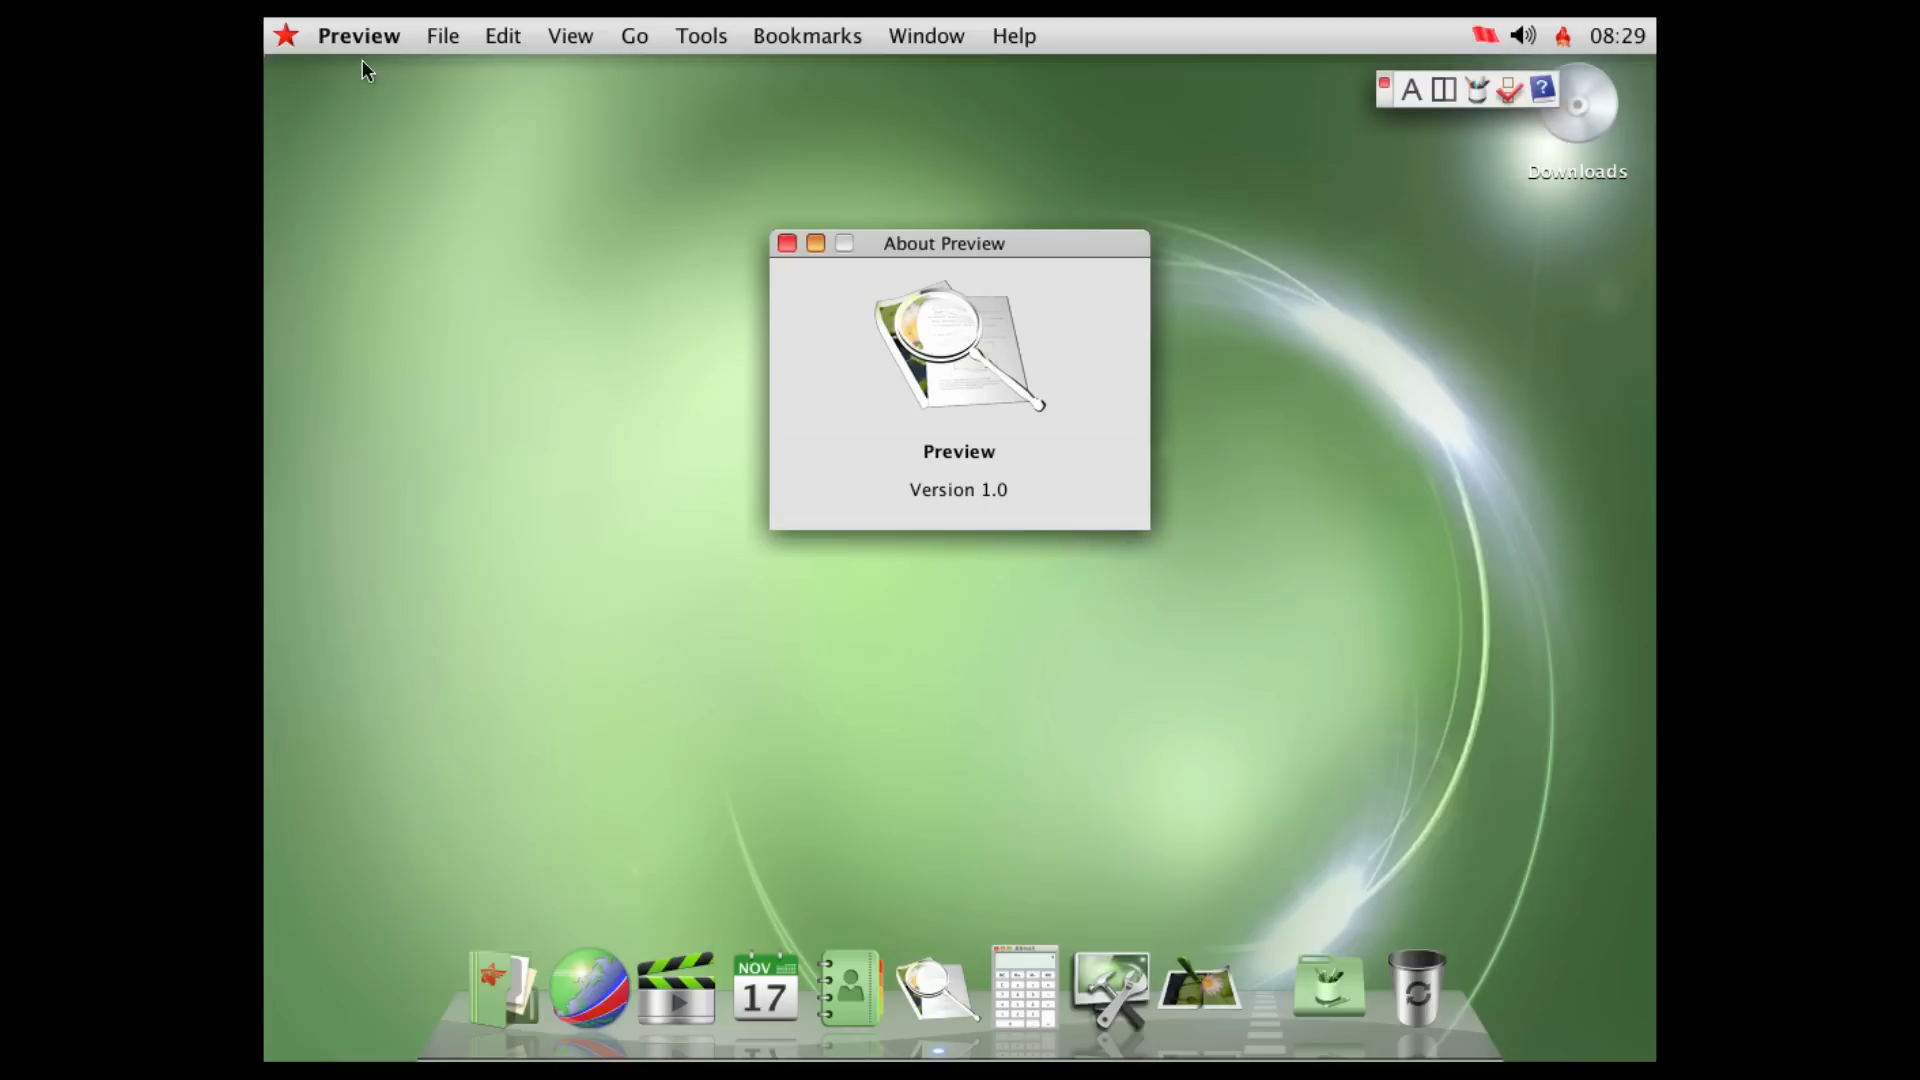 Preview File Edit View Go Tools Bookmarks Window Help 08:29
A ?
Downloads
About Preview
Preview
Version 1.0
NOV
17